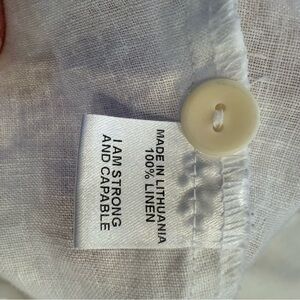 MADE IN LITHUANIA
100% LINEN
I AM STRONG
AND CAPABLE